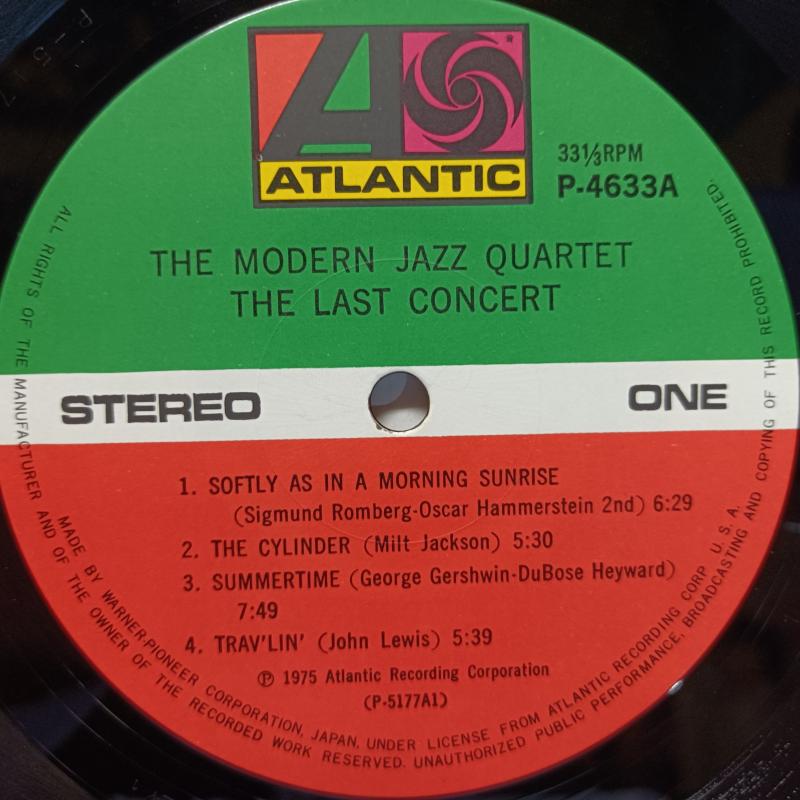 ATLANTIC
33⅓RPM
P-4633A
THE MODERN JAZZ QUARTET
THE LAST CONCERT
STEREO
ONE
1. SOFTLY AS IN A MORNING SUNRISE
(Sigmund Romberg-Oscar Hammerstein 2nd) 6:29
2. THE CYLINDER (Milt Jackson) 5:30
3. SUMMERTIME (George Gershwin-DuBose Heyward)
7:49
4. TRAV'LIN' (John Lewis) 5:39
Ⓟ 1975 Atlantic Recording Corporation
(P-5177A1)
MADE BY WARNER-PIONEER CORPORATION, JAPAN, UNDER LICENSE FROM ATLANTIC RECORDING CORP. U.S.A.
ALL RIGHTS OF THE MANUFACTURER AND OF THE OWNER OF THE RECORDED WORK RESERVED. UNAUTHORIZED PUBLIC PERFORMANCE, BROADCASTING AND COPYING OF THIS RECORD PROHIBITED.